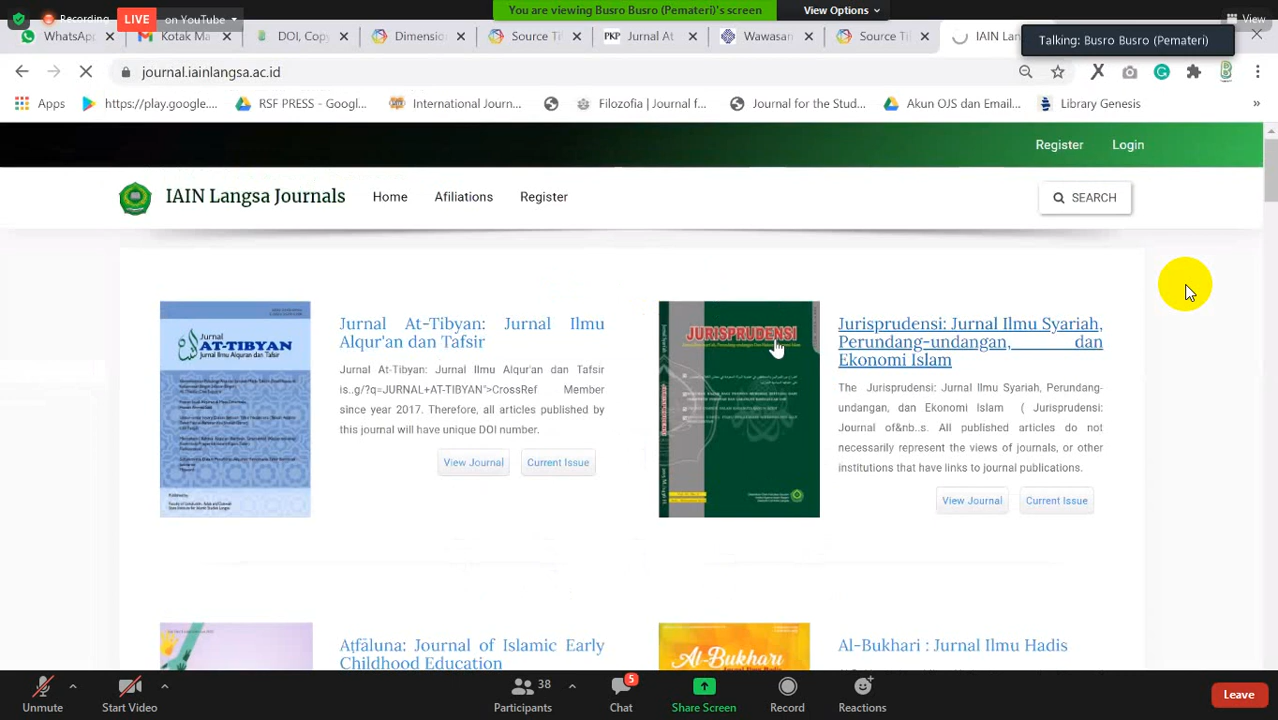 Recording LIVE on YouTube
You are viewing Busro Busro (Pemateri)'s screen
View Options
View
WhatsAp
Kotak Ma
DOI, Cop
Dimensio
Source Ti
Jurnal At
Wawasan
Source Ti
IAIN Lang
Talking: Busro Busro (Pemateri)
journal.iainlangsa.ac.id
Apps
https://play.google....
RSF PRESS - Googl...
International Journ...
Filozofia | Journal f...
Journal for the Stud...
Akun OJS dan Email...
Library Genesis
Register Login
IAIN Langsa Journals
Home Afiliations Register
SEARCH
Jurnal
AT-TIBYAN
Jurnal Ilmu Alquran dan Tafsir
Jurnal At-Tibyan: Jurnal Ilmu
Alqur'an dan Tafsir
Jurnal At-Tibyan: Jurnal Ilmu Alqur'an dan Tafsir
is..g/?q=JURNAL+AT-TIBYAN">CrossRef Member
since year 2017. Therefore, all articles published by
this journal will have unique DOI number.
View Journal Current Issue
JURISPRUDENSI
Jurisprudensi: Jurnal Ilmu Syariah,
Perundang-undangan, dan
Ekonomi Islam
The Jurisprudensi: Jurnal Ilmu Syariah, Perundang-
undangan dan Ekonomi Islam ( Jurisprudensi:
Journal of&nb..s. All published articles do not
necessarily represent the views of journals, or other
institutions that have links to journal publications.
View Journal Current Issue
Aṭfāluna: Journal of Islamic Early
Childhood Education
Al-Bukhari
Al-Bukhari : Jurnal Ilmu Hadis
Unmute
Start Video
38
Participants
5
Chat
Share Screen
Record
Reactions
Leave